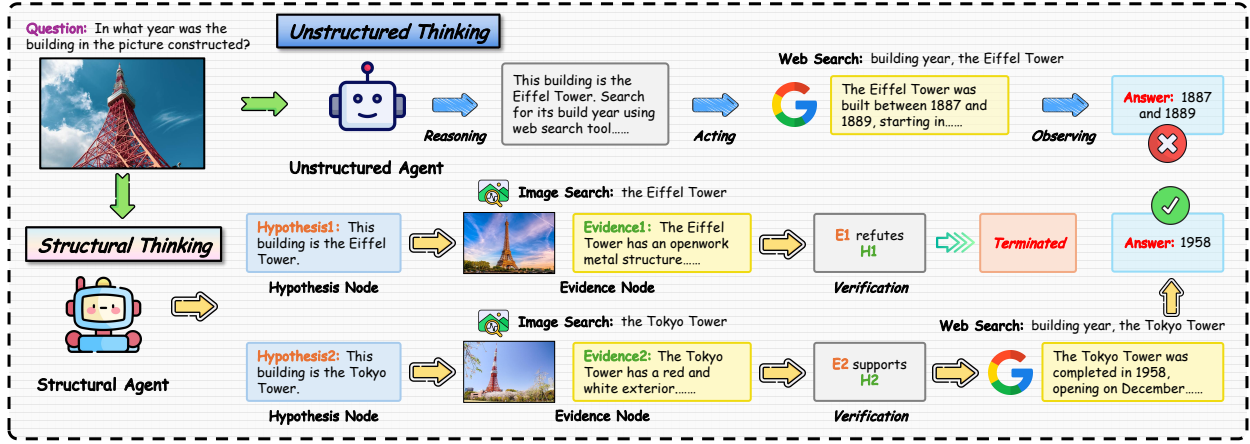 Question: In what year was the
building in the picture constructed?
Unstructured Thinking
Unstructured Agent
Reasoning
This building is the
Eiffel Tower. Search
for its build year using
web search tool......
Acting
Web Search: building year, the Eiffel Tower
The Eiffel Tower was
built between 1887 and
1889, starting in......
Observing
Answer: 1887
and 1889
Structural Thinking
Structural Agent
Hypothesis1: This
building is the Eiffel
Tower.
Hypothesis Node
Image Search: the Eiffel Tower
Evidence1: The Eiffel
Tower has an openwork
metal structure......
Evidence Node
E1 refutes
H1
Verification
Terminated
Answer: 1958
Hypothesis2: This
building is the Tokyo
Tower.
Hypothesis Node
Image Search: the Tokyo Tower
Evidence2: The Tokyo
Tower has a red and
white exterior.......
Evidence Node
E2 supports
H2
Verification
Web Search: building year, the Tokyo Tower
The Tokyo Tower was
completed in 1958,
opening on December......